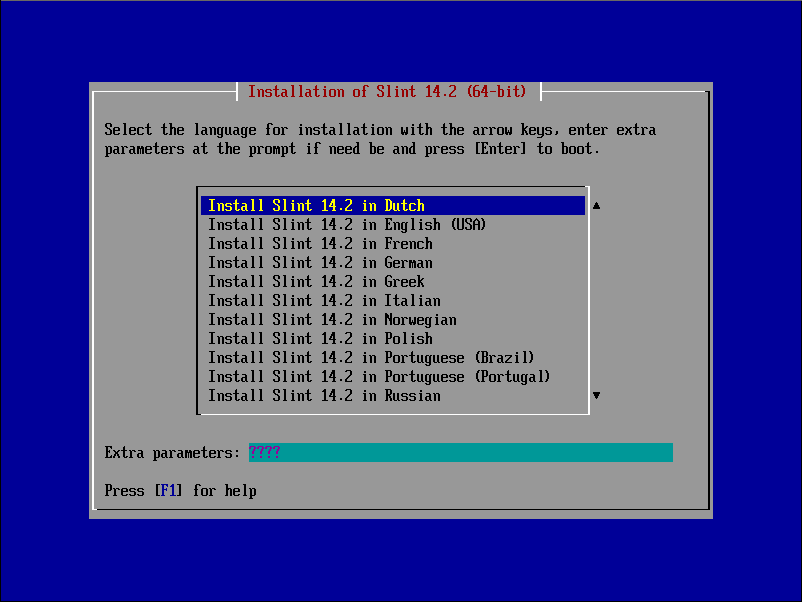 Installation of Slint 14.2 (64-bit)
Select the language for installation with the arrow keys, enter extra
parameters at the prompt if need be and press [Enter] to boot.
Install Slint 14.2 in Dutch
Install Slint 14.2 in English (USA)
Install Slint 14.2 in French
Install Slint 14.2 in German
Install Slint 14.2 in Greek
Install Slint 14.2 in Italian
Install Slint 14.2 in Norwegian
Install Slint 14.2 in Polish
Install Slint 14.2 in Portuguese (Brazil)
Install Slint 14.2 in Portuguese (Portugal)
Install Slint 14.2 in Russian
Extra parameters: ????
Press [F1] for help